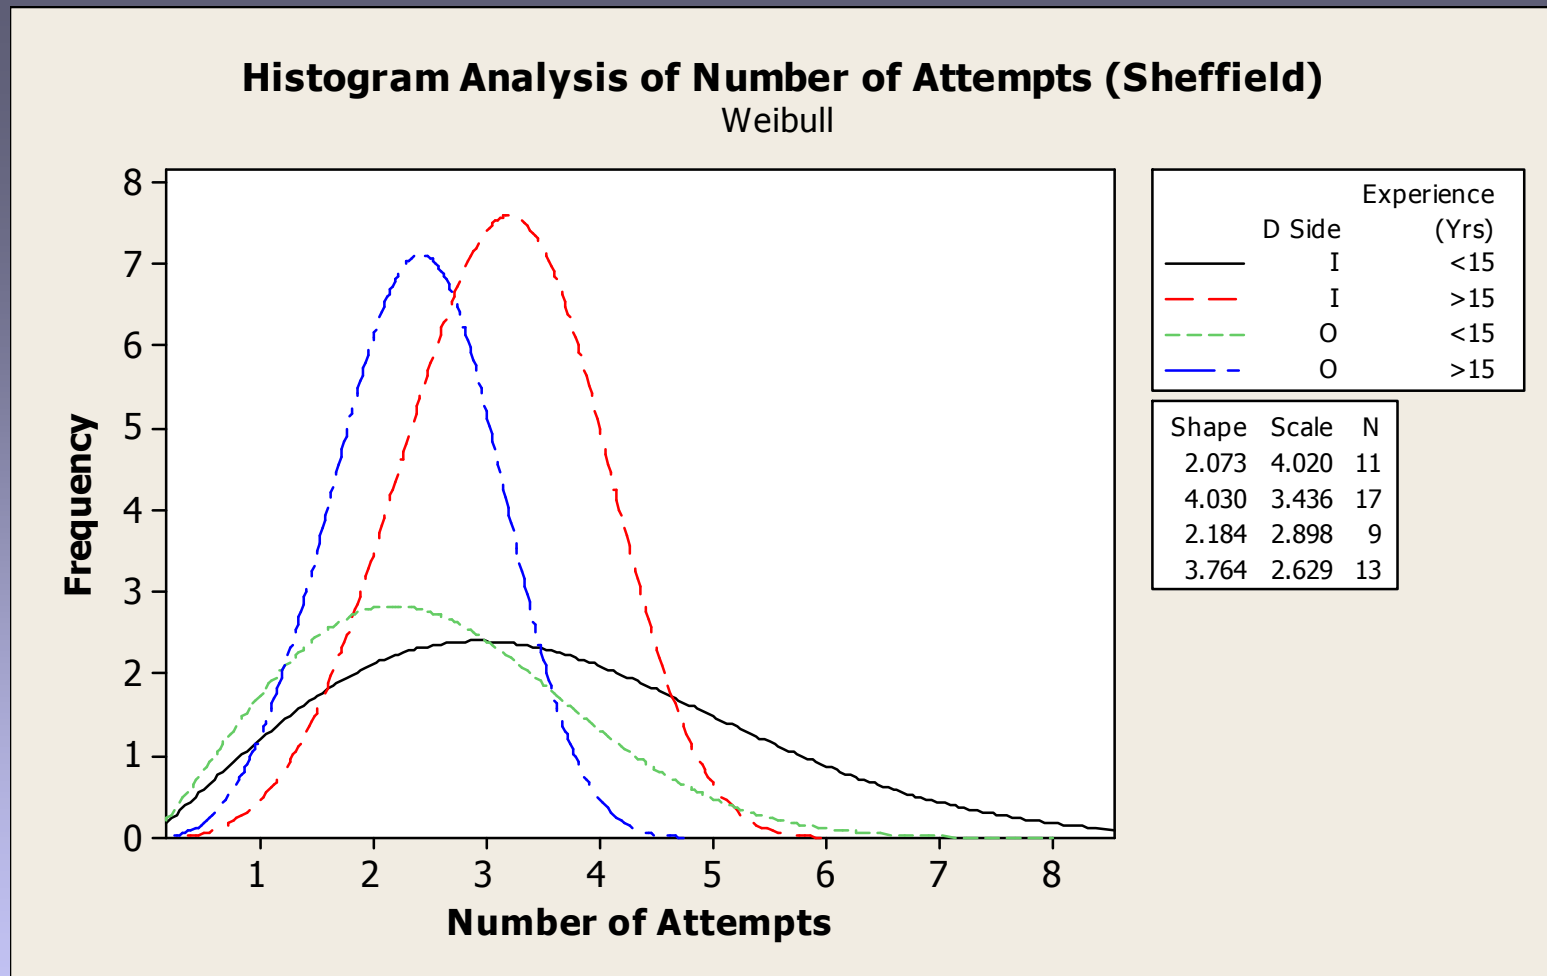 Histogram Analysis of Number of Attempts (Sheffield)
Weibull
8
7
6
5
4
3
2
1
0
Frequency
1 2 3 4 5 6 7 8
Number of Attempts
Experience
D Side (Yrs)
I <15
I >15
O <15
O >15
Shape Scale N
2.073 4.020 11
4.030 3.436 17
2.184 2.898 9
3.764 2.629 13